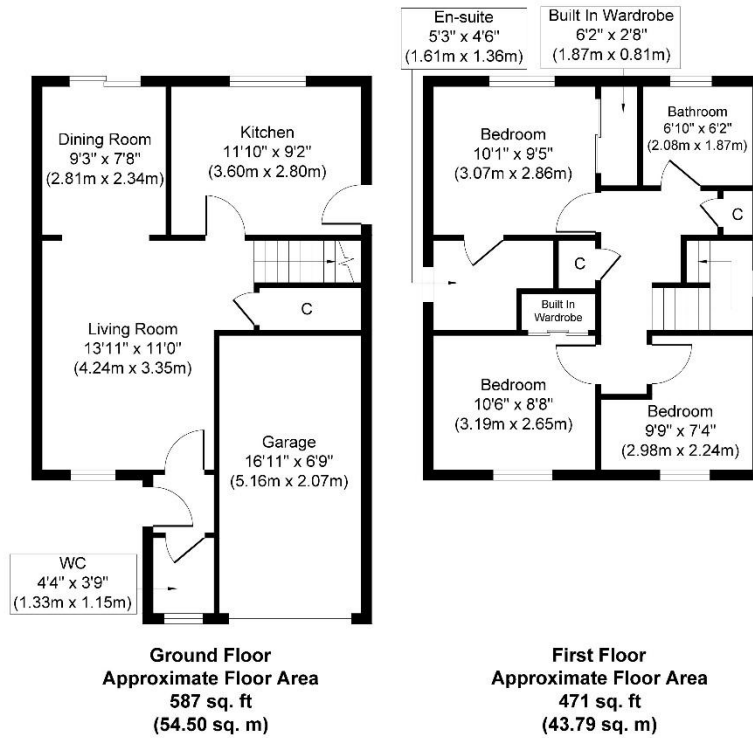 En-suite
5'3" x 4'6"
(1.61m x 1.36m)
Built In Wardrobe
6'2" x 2'8"
(1.87m x 0.81m)
Dining Room
9'3" x 7'8"
(2.81m x 2.34m)
Kitchen
11'10" x 9'2"
(3.60m x 2.80m)
Living Room
13'11" x 11'0"
(4.24m x 3.35m)
C
Garage
16'11" x 6'9"
(5.16m x 2.07m)
WC
4'4" x 3'9"
(1.33m x 1.15m)
Ground Floor
Approximate Floor Area
587 sq. ft
(54.50 sq. m)
Bedroom
10'1" x 9'5"
(3.07m x 2.86m)
Bathroom
6'10" x 6'2"
(2.08m x 1.87m)
C
C
Built In
Wardrobe
Bedroom
10'6" x 8'8"
(3.19m x 2.65m)
Bedroom
9'9" x 7'4"
(2.98m x 2.24m)
First Floor
Approximate Floor Area
471 sq. ft
(43.79 sq. m)